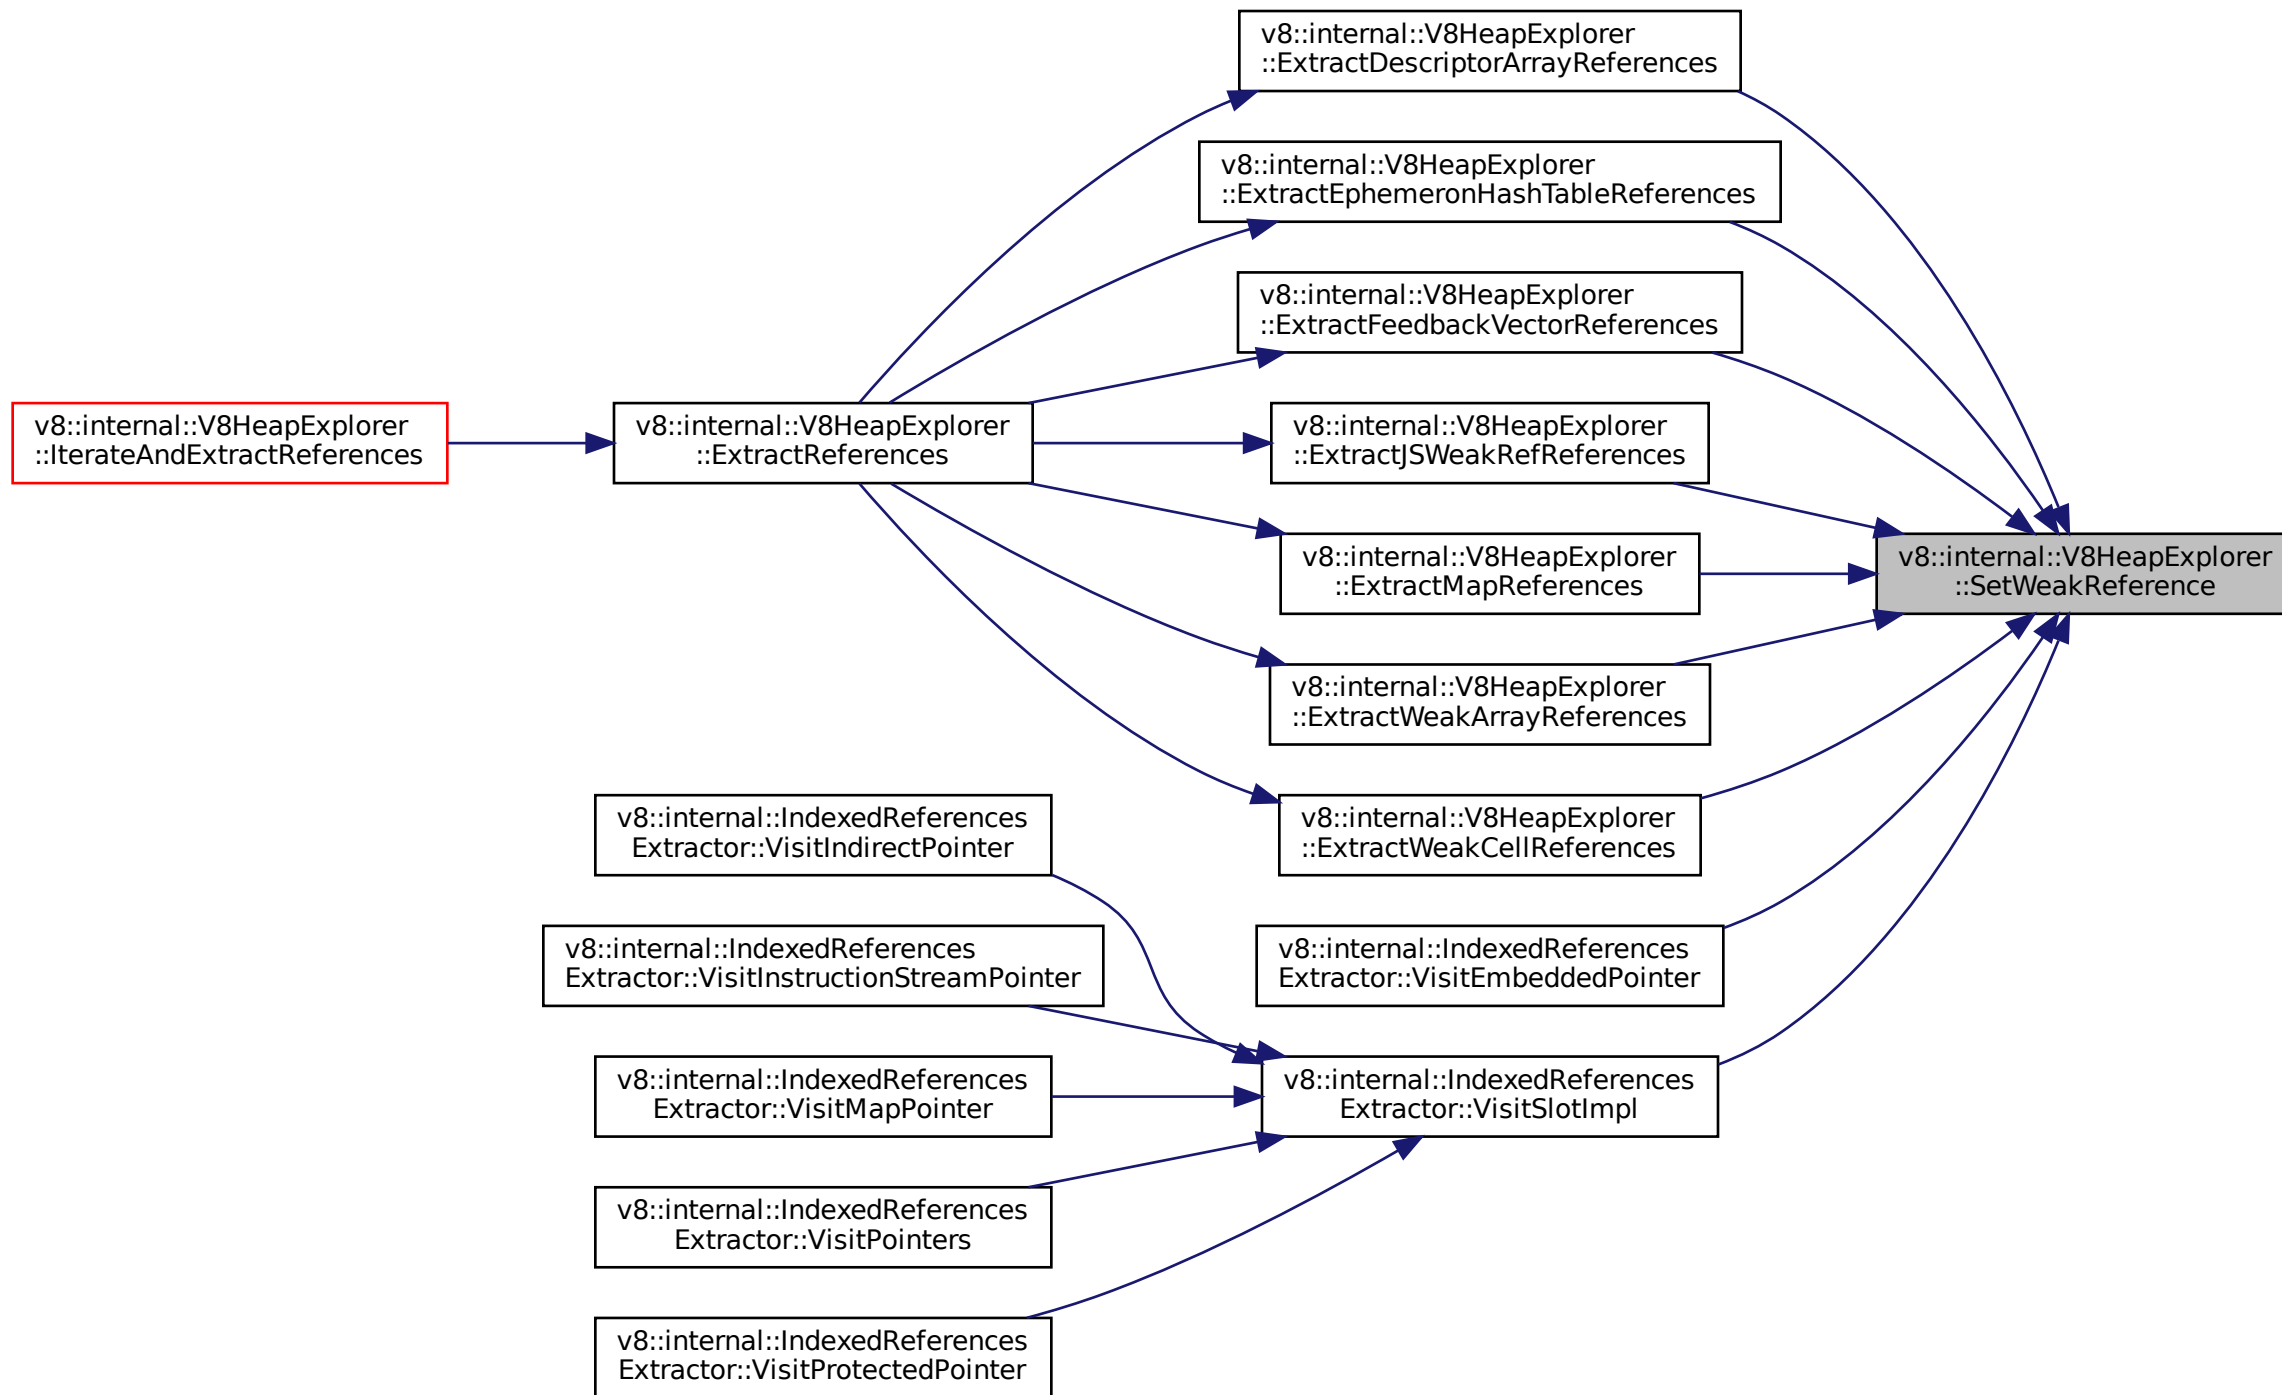 v8::internal::V8HeapExplorer
::ExtractDescriptorArrayReferences
v8::internal::V8HeapExplorer
::ExtractEphemeronHashTableReferences
v8::internal::V8HeapExplorer
::ExtractFeedbackVectorReferences
v8::internal::V8HeapExplorer
::IterateAndExtractReferences
v8::internal::V8HeapExplorer
::ExtractReferences
v8::internal::V8HeapExplorer
::ExtractJSWeakRefReferences
v8::internal::V8HeapExplorer
::ExtractMapReferences
v8::internal::V8HeapExplorer
::SetWeakReference
v8::internal::V8HeapExplorer
::ExtractWeakArrayReferences
v8::internal::IndexedReferences
Extractor::VisitIndirectPointer
v8::internal::V8HeapExplorer
::ExtractWeakCellReferences
v8::internal::IndexedReferences
Extractor::VisitInstructionStreamPointer
v8::internal::IndexedReferences
Extractor::VisitEmbeddedPointer
v8::internal::IndexedReferences
Extractor::VisitMapPointer
v8::internal::IndexedReferences
Extractor::VisitSlotImpl
v8::internal::IndexedReferences
Extractor::VisitPointers
v8::internal::IndexedReferences
Extractor::VisitProtectedPointer